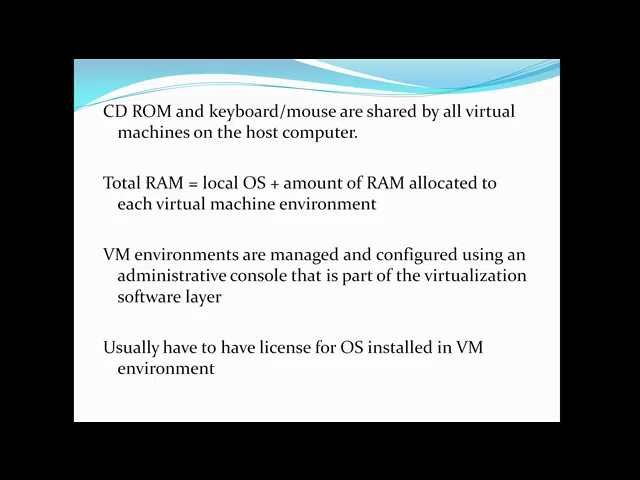 CD ROM and keyboard/mouse are shared by all virtual
machines on the host computer.
Total RAM = local OS + amount of RAM allocated to
each virtual machine environment
VM environments are managed and configured using an
administrative console that is part of the virtualization
software layer
Usually have to have license for OS installed in VM
environment